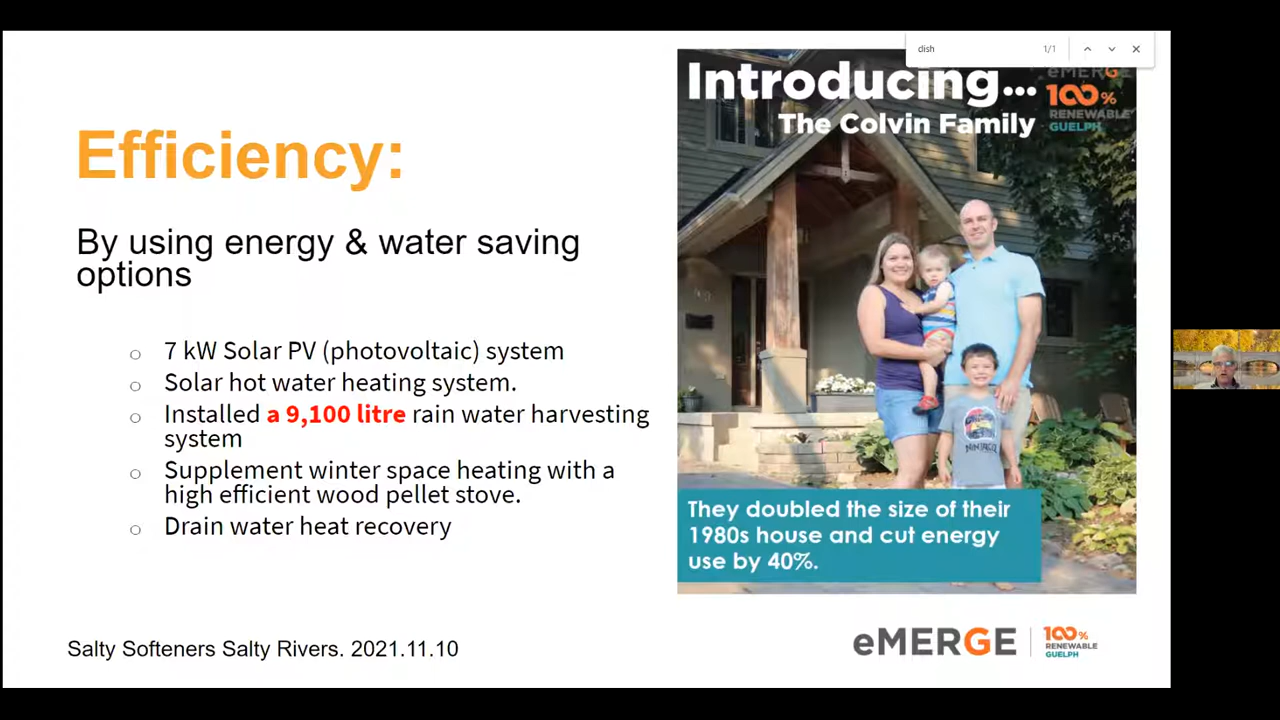 dish 1/1
Introducing...
The Colvin Family
eMERGE
100%
RENEWABLE
GUELPH
Efficiency:
By using energy & water saving
options
7 kW Solar PV (photovoltaic) system
Solar hot water heating system.
Installed a 9,100 litre rain water harvesting
system
Supplement winter space heating with a
high efficient wood pellet stove.
Drain water heat recovery
NINJAGO
They doubled the size of their
1980s house and cut energy
use by 40%.
Salty Softeners Salty Rivers. 2021.11.10
eMERGE
100%
RENEWABLE
GUELPH